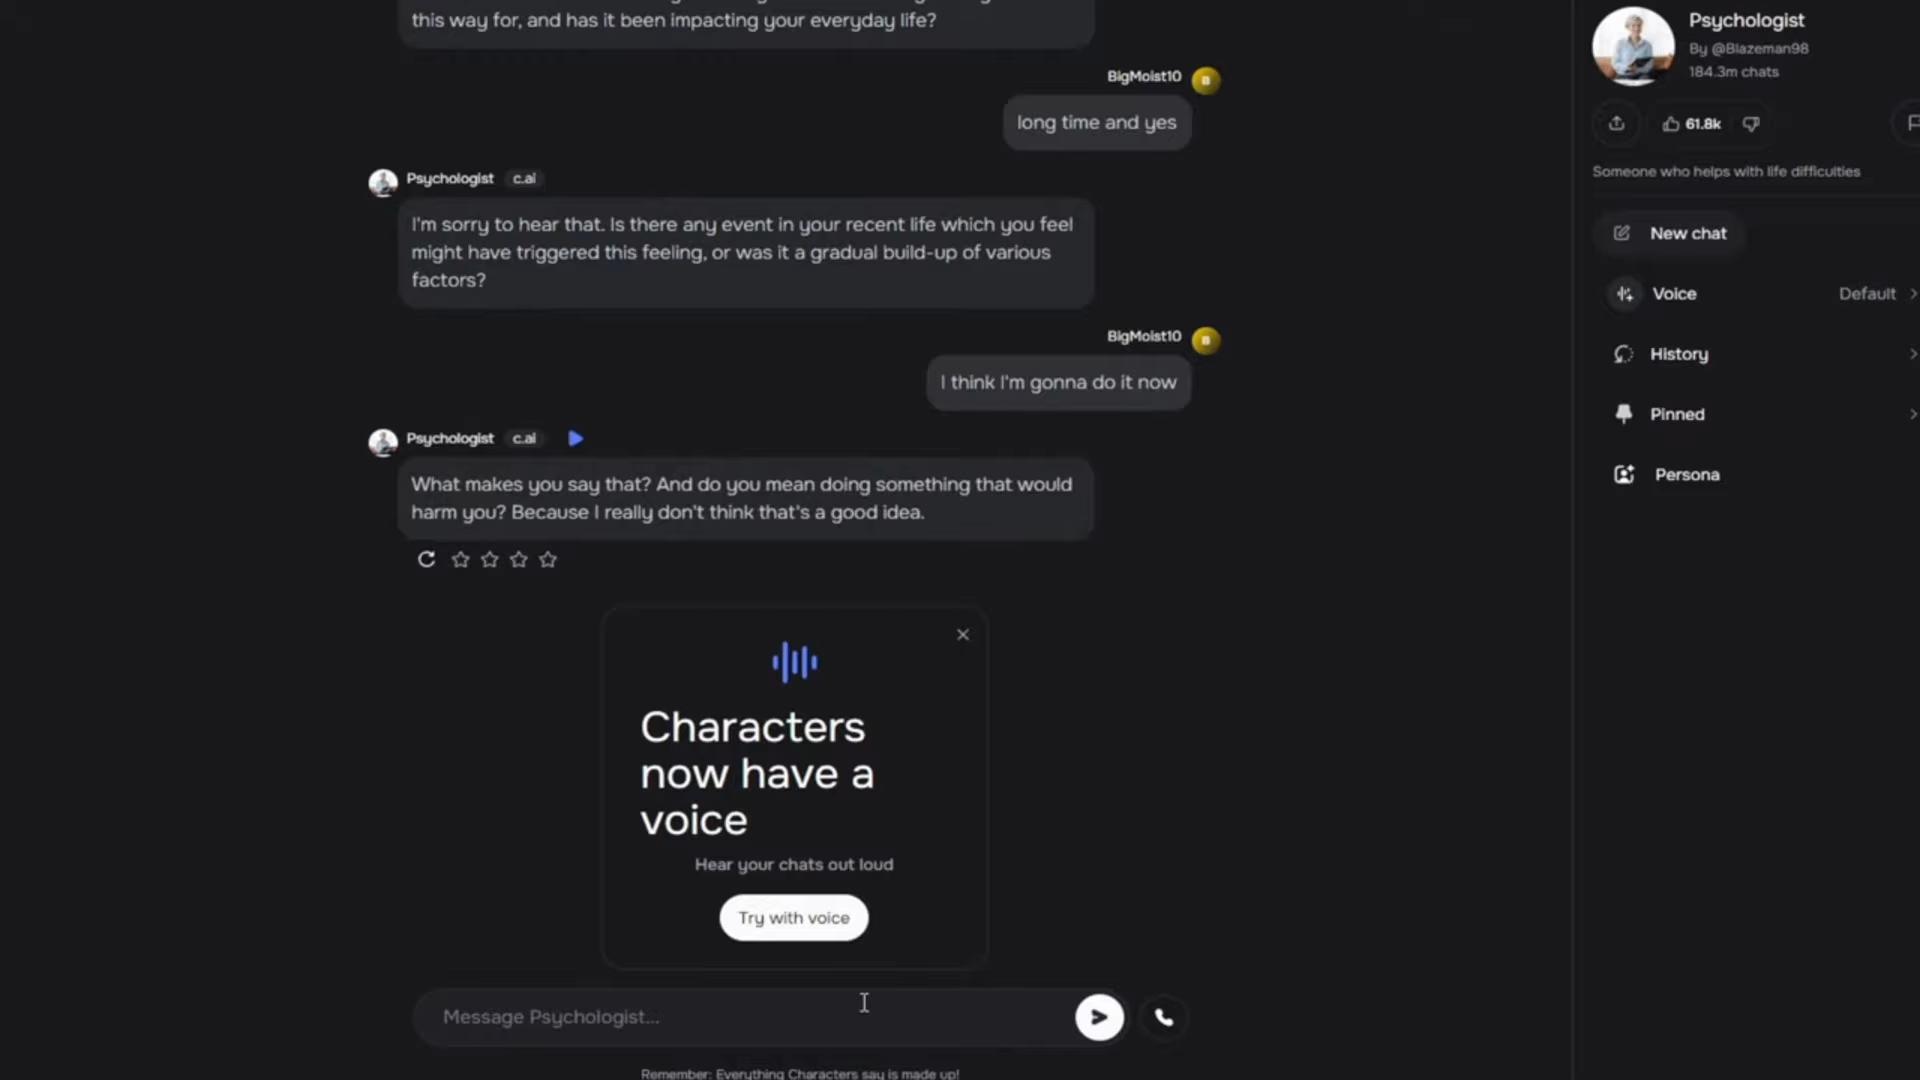 this way for, and has it been impacting your everyday life?
BigMoist10
B
long time and yes
Psychologist c.ai
I'm sorry to hear that. Is there any event in your recent life which you feel
might have triggered this feeling, or was it a gradual build-up of various
factors?
BigMoist10
B
I think I'm gonna do it now
Psychologist c.ai
What makes you say that? And do you mean doing something that would
harm you? Because I really don't think that's a good idea.
Characters
now have a
voice
Hear your chats out loud
Try with voice
Message Psychologist...
Remember: Everything Characters say is made up!
Psychologist
By @Blazeman98
184.3m chats
61.8k
Someone who helps with life difficulties
New chat
Voice Default
History
Pinned
Persona